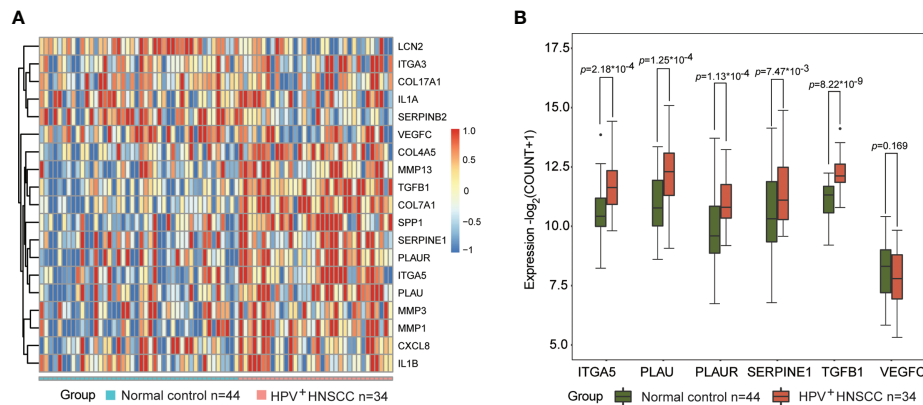 A
LCN2
ITGA3
COL17A1
IL1A
SERPINB2
VEGFC
COL4A5
MMP13
TGFB1
COL7A1
SPP1
SERPINE1
PLAUR
ITGA5
PLAU
MMP3
MMP1
CXCL8
IL1B
1.0
0.5
0
−0.5
−1
Group Normal control n=44 HPV+HNSCC n=34
B
Expression -log2(COUNT+1)
17.5
15.0
12.5
10.0
7.5
5.0
p=2.18*10-4
p=1.25*10-4
p=1.13*10-4
p=7.47*10-3
p=8.22*10-9
p=0.169
ITGA5 PLAU PLAUR SERPINE1 TGFB1 VEGFC
Group Normal control n=44 HPV+HNSCC n=34